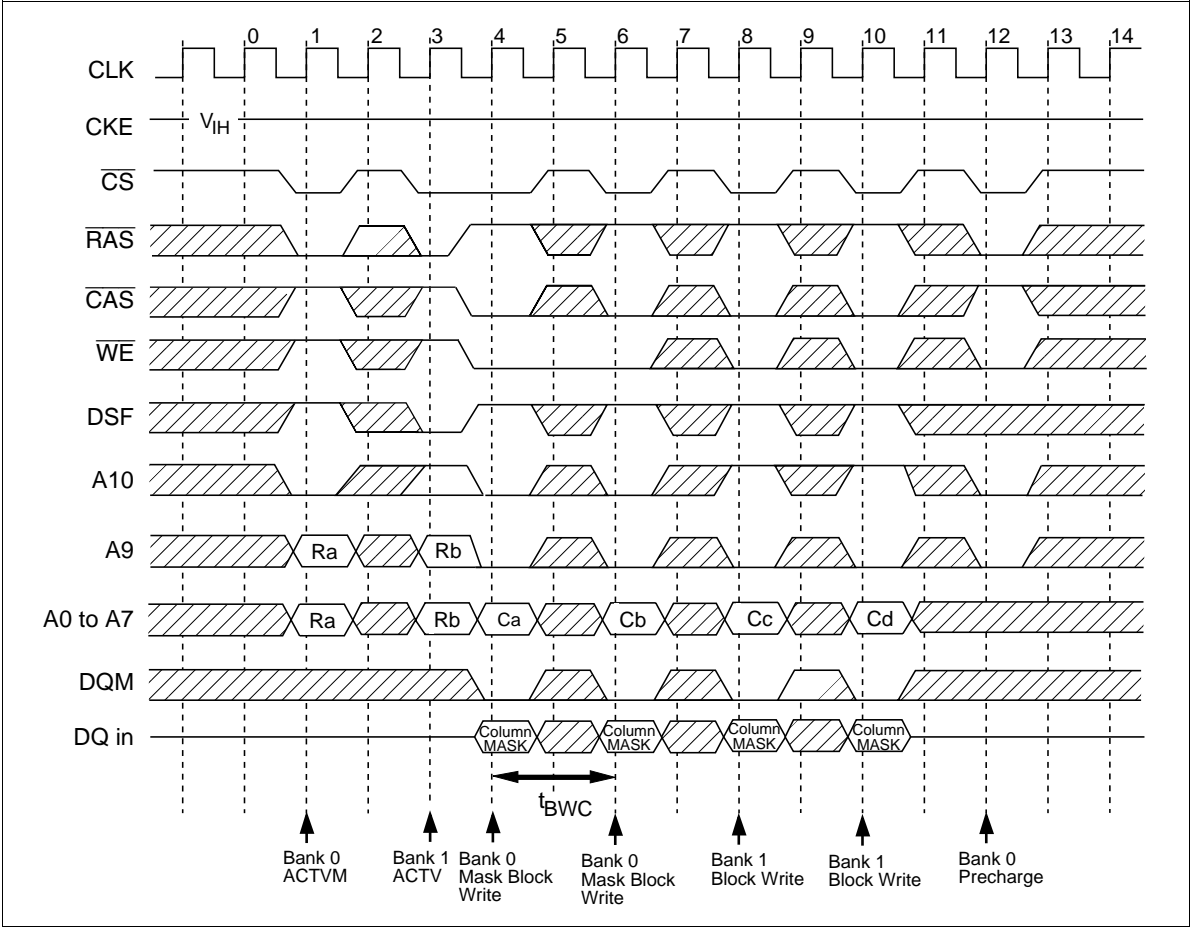 0 1 2 3 4 5 6 7 8 9 10 11 12 13 14
CLK
CKE VIH
CS
RAS
CAS
WE
DSF
A10
A9 Ra Rb
A0 to A7 Ra Rb Ca Cb Cc Cd
DQM
DQ in Column MASK Column MASK Column MASK Column MASK
tBWC
Bank 0 ACTVM
Bank 1 ACTV
Bank 0 Mask Block Write
Bank 0 Mask Block Write
Bank 1 Block Write
Bank 1 Block Write
Bank 0 Precharge